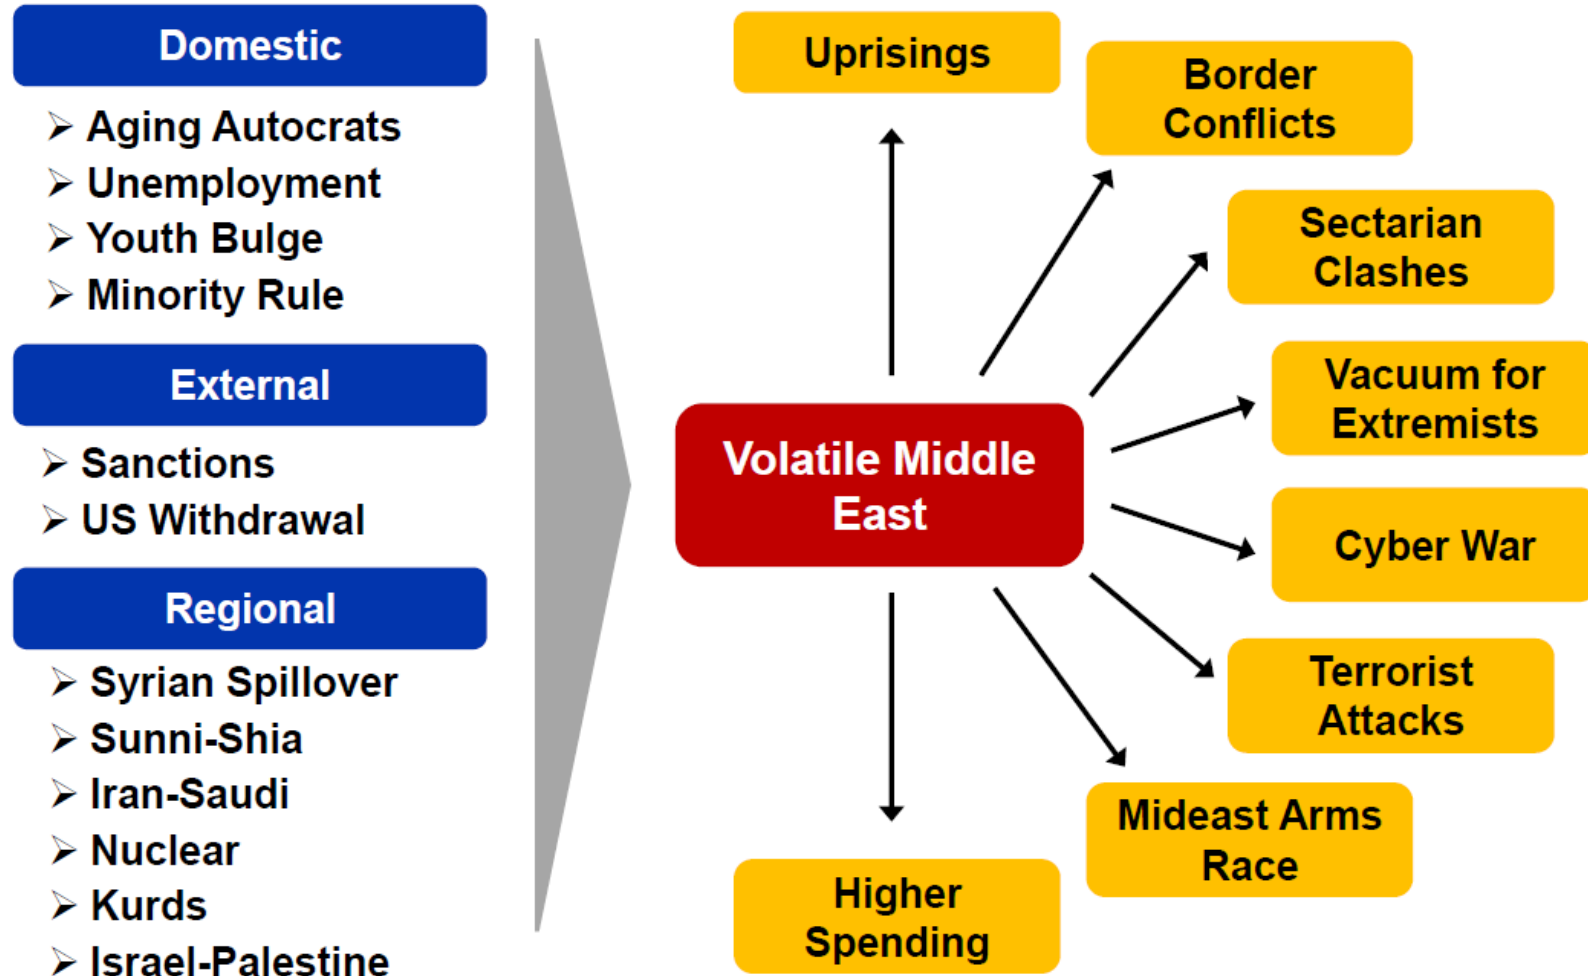 Domestic
➢ Aging Autocrats
➢ Unemployment
➢ Youth Bulge
➢ Minority Rule
External
➢ Sanctions
➢ US Withdrawal
Regional
➢ Syrian Spillover
➢ Sunni-Shia
➢ Iran-Saudi
➢ Nuclear
➢ Kurds
➢ Israel-Palestine
Volatile Middle
East
Uprisings
Border
Conflicts
Sectarian
Clashes
Vacuum for
Extremists
Cyber War
Terrorist
Attacks
Mideast Arms
Race
Higher
Spending